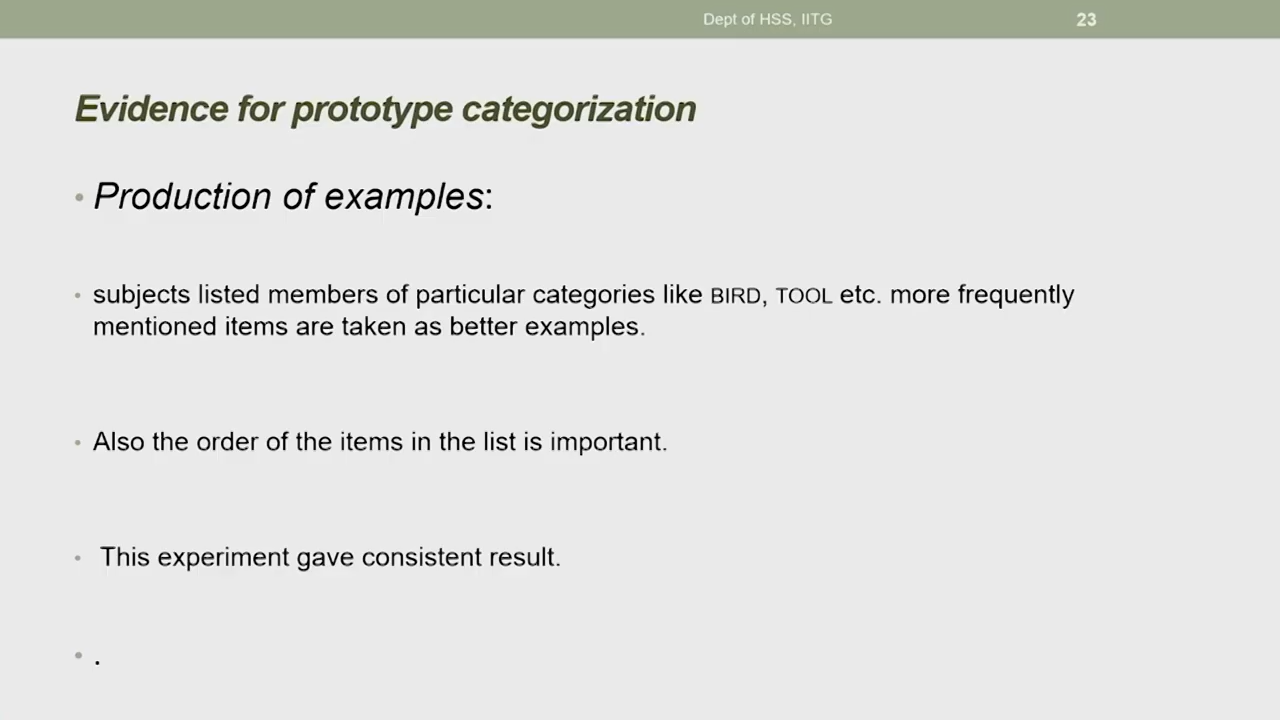 Dept of HSS, IITG 23
Evidence for prototype categorization
• Production of examples:
• subjects listed members of particular categories like BIRD, TOOL etc. more frequently
mentioned items are taken as better examples.
• Also the order of the items in the list is important.
• This experiment gave consistent result.
• .